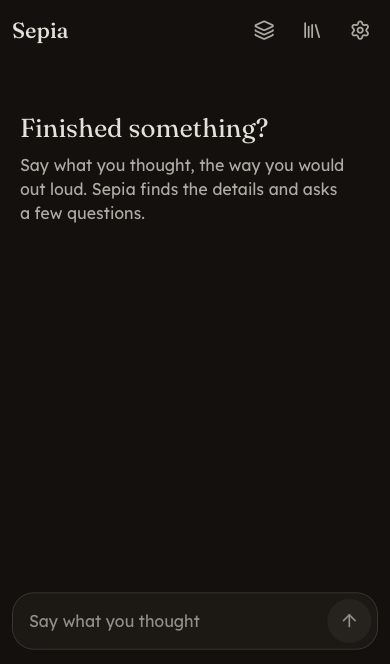 Sepia
Finished something?
Say what you thought, the way you would
out loud. Sepia finds the details and asks
a few questions.
Say what you thought